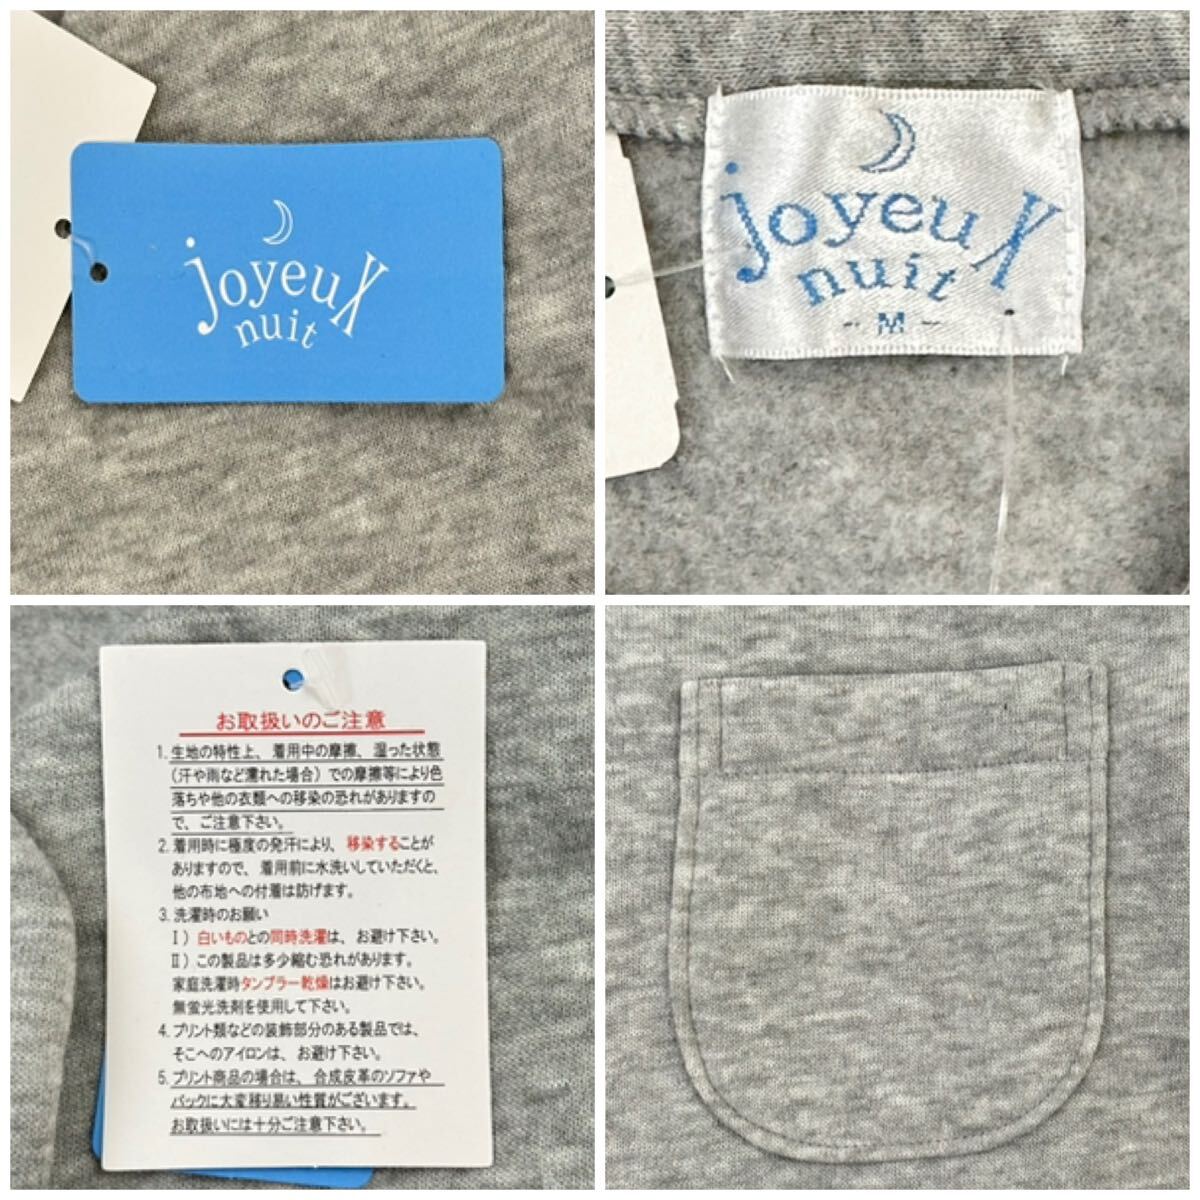 joyeux
nuit
joyeux
nuit
- M -
お取扱いのご注意
1. 生地の特性上、着用中の摩擦、湿った状態
(汗や雨など濡れた場合)での摩擦等により色
落ちや他の衣類への移染の恐れがありますの
で、ご注意下さい。
2. 着用時に極度の発汗により、移染することが
ありますので、着用前に水洗いしていただくと、
他の布地への付着は防げます。
3. 洗濯時のお願い
Ⅰ) 白いものとの同時洗濯は、お避け下さい。
Ⅱ) この製品は多少縮む恐れがあります。
家庭洗濯時タンブラー乾燥はお避け下さい。
無蛍光洗剤を使用して下さい。
4. プリント類などの装飾部分のある製品では、
そこへのアイロンは、お避け下さい。
5. プリント商品の場合は、合成皮革のソファや
バックに大変移り易い性質がございます。
お取扱いには十分ご注意下さい。